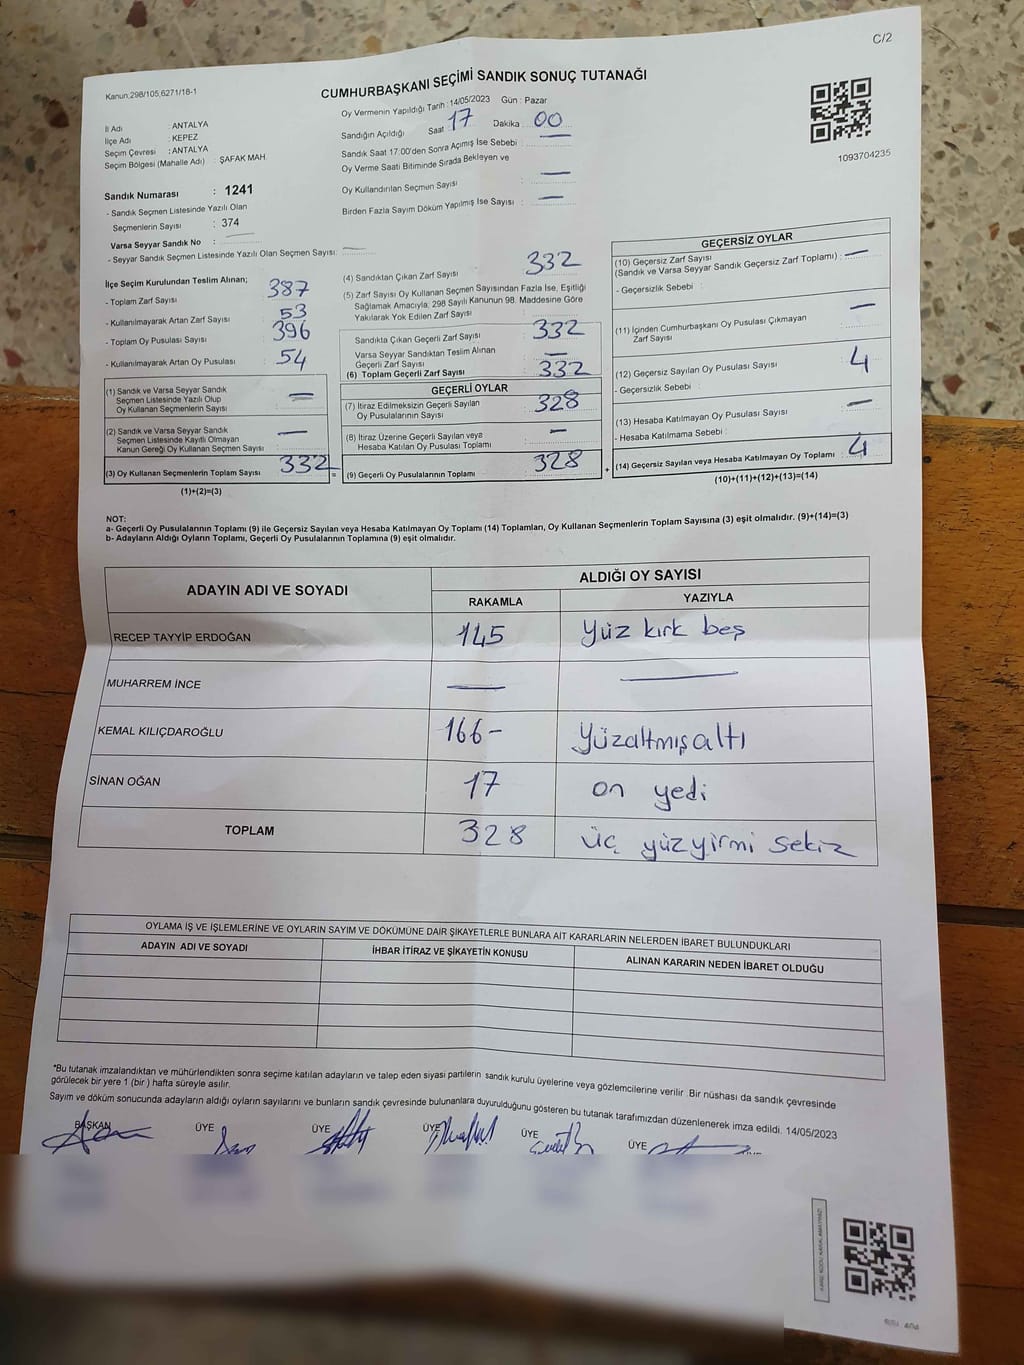 C/2
Kanun;298/105,6271/18-1
CUMHURBAŞKANI SEÇİMİ SANDIK SONUÇ TUTANAĞI
Oy Vermenin Yapıldığı Tarih : 14/05/2023 Gün : Pazar
İl Adı : ANTALYA
İlçe Adı : KEPEZ
Seçim Çevresi : ANTALYA
Seçim Bölgesi (Mahalle Adı) : ŞAFAK MAH.
Sandığın Açıldığı Saat 17 Dakika 00
Sandık Saat 17:00'den Sonra Açımış İse Sebebi : —
Oy Verme Saati Bitiminde Sırada Bekleyen ve
Oy Kullandırılan Seçmen Sayısı : —
Birden Fazla Sayım Döküm Yapılmış İse Sayısı : —
1093704235
Sandık Numarası : 1241
- Sandık Seçmen Listesinde Yazılı Olan
Seçmenlerin Sayısı : 374
Varsa Seyyar Sandık No : —
- Seyyar Sandık Seçmen Listesinde Yazılı Olan Seçmen Sayısı: —
İlçe Seçim Kurulundan Teslim Alınan;
- Toplam Zarf Sayısı 387
- Kullanılmayarak Artan Zarf Sayısı 53
- Toplam Oy Pusulası Sayısı 396
- Kullanılmayarak Artan Oy Pusulası 54
(1) Sandık ve Varsa Seyyar Sandık
Seçmen Listesinde Yazılı Olup
Oy Kullanan Seçmenlerin Sayısı : —
(2) Sandık ve Varsa Seyyar Sandık
Seçmen Listesinde Kayıtlı Olmayan
Kanun Gereği Oy Kullanan Seçmen Sayısı : —
(3) Oy Kullanan Seçmenlerin Toplam Sayısı 332
(1)+(2)=(3)
(4) Sandıktan Çıkan Zarf Sayısı : 332
(5) Zarf Sayısı Oy Kullanan Seçmen Sayısından Fazla İse, Eşitliği
Sağlamak Amacıyla, 298 Sayılı Kanunun 98. Maddesine Göre
Yakılarak Yok Edilen Zarf Sayısı :
Sandıkta Çıkan Geçerli Zarf Sayısı : 332
Varsa Seyyar Sandıktan Teslim Alınan
Geçerli Zarf Sayısı : —
(6) Toplam Geçerli Zarf Sayısı : 332
GEÇERLİ OYLAR
(7) İtiraz Edilmeksizin Geçerli Sayılan
Oy Pusulalarının Sayısı : 328
(8) İtiraz Üzerine Geçerli Sayılan veya
Hesaba Katılan Oy Pusulası Toplamı : —
(9) Geçerli Oy Pusulalarının Toplamı : 328
GEÇERSİZ OYLAR
(10) Geçersiz Zarf Sayısı
(Sandık ve Varsa Seyyar Sandık Geçersiz Zarf Toplamı) : —
- Geçersizlik Sebebi :
(11) İçinden Cumhurbaşkanı Oy Pusulası Çıkmayan
Zarf Sayısı : —
(12) Geçersiz Sayılan Oy Pusulası Sayısı : 4
- Geçersizlik Sebebi :
(13) Hesaba Katılmayan Oy Pusulası Sayısı : —
- Hesaba Katılmama Sebebi :
(14) Geçersiz Sayılan veya Hesaba Katılmayan Oy Toplamı : 4
(10)+(11)+(12)+(13)=(14)
NOT:
a- Geçerli Oy Pusulalarının Toplamı (9) ile Geçersiz Sayılan veya Hesaba Katılmayan Oy Toplamı (14) Toplamları, Oy Kullanan Seçmenlerin Toplam Sayısına (3) eşit olmalıdır. (9)+(14)=(3)
b- Adayların Aldığı Oyların Toplamı, Geçerli Oy Pusulalarının Toplamına (9) eşit olmalıdır.
ADAYIN ADI VE SOYADI
ALDIĞI OY SAYISI
RAKAMLA YAZIYLA
RECEP TAYYİP ERDOĞAN 145 Yüz kırk beş
MUHARREM İNCE — —
KEMAL KILIÇDAROĞLU 166- Yüzaltmışaltı
SİNAN OĞAN 17 on yedi
TOPLAM 328 üç yüzyirmi sekiz
OYLAMA İŞ VE İŞLEMLERİNE VE OYLARIN SAYIM VE DÖKÜMÜNE DAİR ŞİKAYETLERLE BUNLARA AİT KARARLARIN NELERDEN İBARET BULUNDUKLARI
ADAYIN ADI VE SOYADI İHBAR İTİRAZ VE ŞİKAYETİN KONUSU ALINAN KARARIN NEDEN İBARET OLDUĞU
*Bu tutanak imzalandıktan ve mühürlendikten sonra seçime katılan adayların ve talep eden siyasi partilerin sandık kurulu üyelerine veya gözlemcilerine verilir. Bir nüshası da sandık çevresinde
görülecek bir yere 1 (bir ) hafta süreyle asılır.
Sayım ve döküm sonucunda adayların aldığı oyların sayılarını ve bunların sandık çevresinde bulunanlara duyurulduğunu gösteren bu tutanak tarafımızdan düzenlenerek imza edildi. 14/05/2023
BAŞKAN ÜYE ÜYE ÜYE ÜYE ÜYE